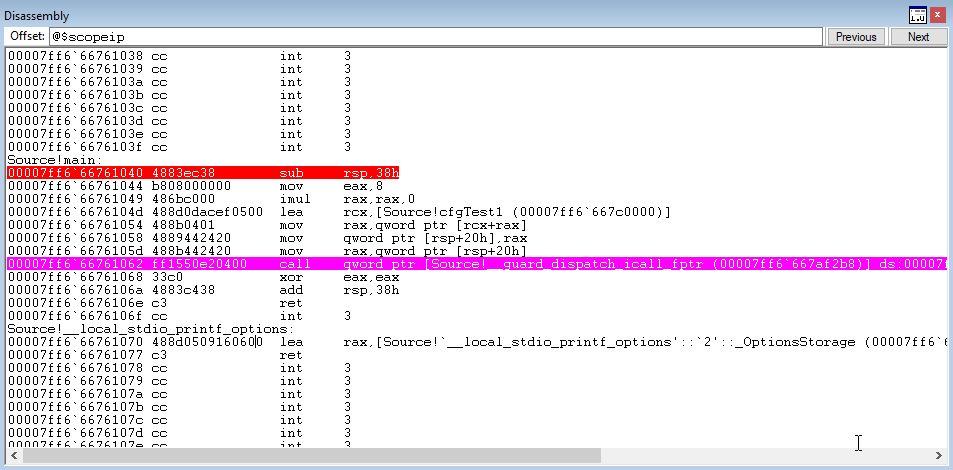 Disassembly
Offset: @$scopeip Previous Next
00007ff6`66761038 cc int 3
00007ff6`66761039 cc int 3
00007ff6`6676103a cc int 3
00007ff6`6676103b cc int 3
00007ff6`6676103c cc int 3
00007ff6`6676103d cc int 3
00007ff6`6676103e cc int 3
00007ff6`6676103f cc int 3
Source!main:
00007ff6`66761040 4883ec38 sub rsp,38h
00007ff6`66761044 b808000000 mov eax,8
00007ff6`66761049 486bc000 imul rax,rax,0
00007ff6`6676104d 488d0dacef0500 lea rcx,[Source!cfgTest1 (00007ff6`667c0000)]
00007ff6`66761054 488b0401 mov rax,qword ptr [rcx+rax]
00007ff6`66761058 4889442420 mov qword ptr [rsp+20h],rax
00007ff6`6676105d 488b442420 mov rax,qword ptr [rsp+20h]
00007ff6`66761062 ff1550e20400 call qword ptr [Source!__guard_dispatch_icall_fptr (00007ff6`667af2b8)] ds:00007f
00007ff6`66761068 33c0 xor eax,eax
00007ff6`6676106a 4883c438 add rsp,38h
00007ff6`6676106e c3 ret
00007ff6`6676106f cc int 3
Source!__local_stdio_printf_options:
00007ff6`66761070 488d0509160600 lea rax,[Source!`__local_stdio_printf_options'::`2'::_OptionsStorage (00007ff6`6
00007ff6`66761077 c3 ret
00007ff6`66761078 cc int 3
00007ff6`66761079 cc int 3
00007ff6`6676107a cc int 3
00007ff6`6676107b cc int 3
00007ff6`6676107c cc int 3
00007ff6`6676107d cc int 3
00007ff6`6676107e cc int 3